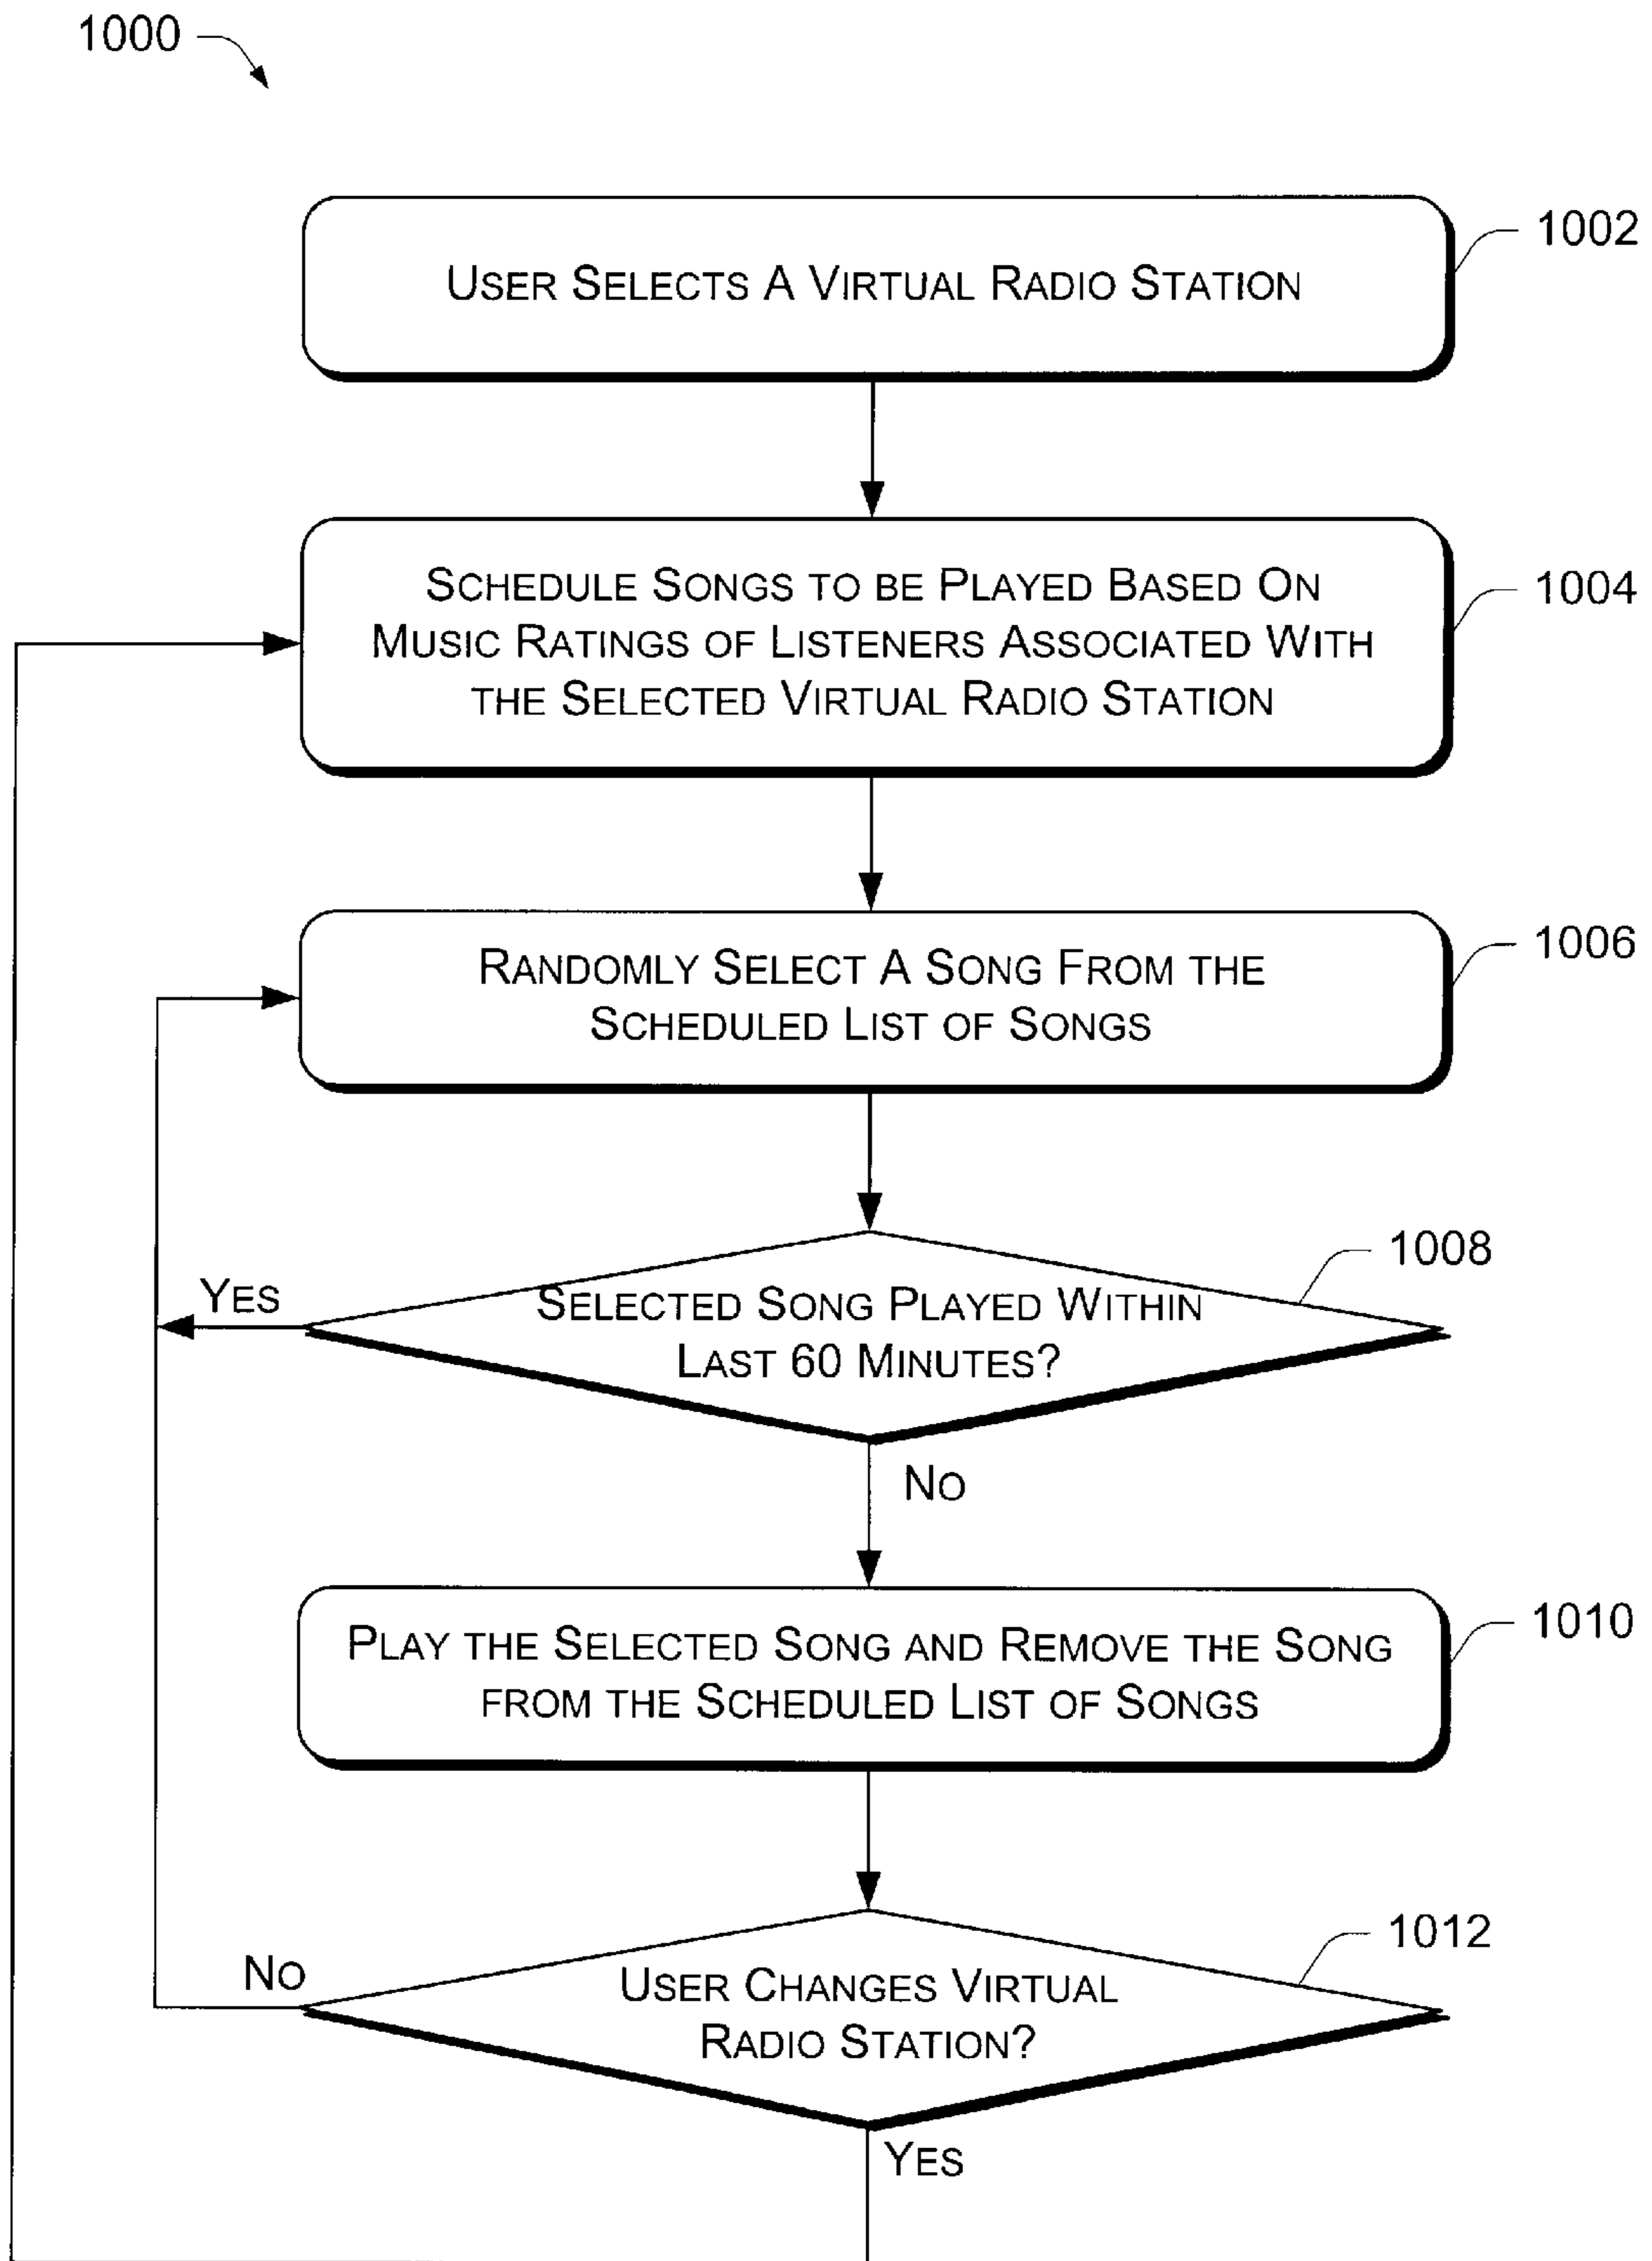 1000
USER SELECTS A VIRTUAL RADIO STATION
1002
SCHEDULE SONGS TO BE PLAYED BASED ON
MUSIC RATINGS OF LISTENERS ASSOCIATED WITH
THE SELECTED VIRTUAL RADIO STATION
1004
RANDOMLY SELECT A SONG FROM THE
SCHEDULED LIST OF SONGS
1006
SELECTED SONG PLAYED WITHIN
LAST 60 MINUTES?
1008
YES
NO
PLAY THE SELECTED SONG AND REMOVE THE SONG
FROM THE SCHEDULED LIST OF SONGS
1010
USER CHANGES VIRTUAL
RADIO STATION?
1012
NO
YES